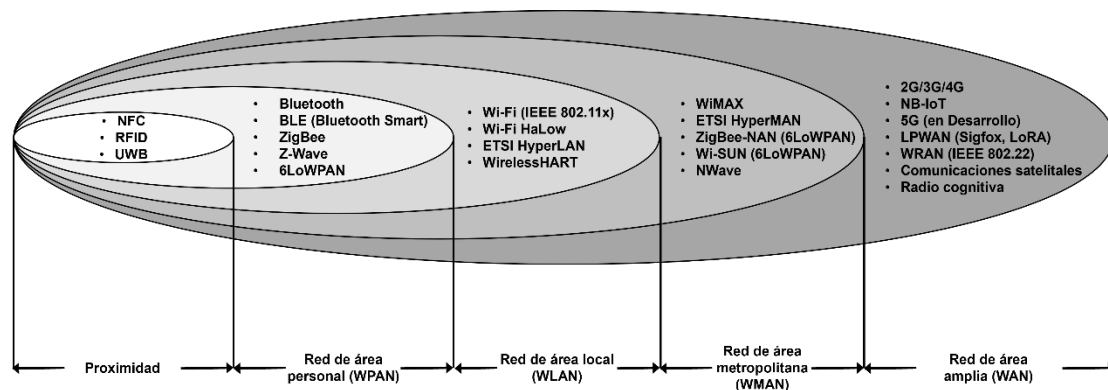 NFC
RFID
UWB
Bluetooth
BLE (Bluetooth Smart)
ZigBee
Z-Wave
6LoWPAN
Wi-Fi (IEEE 802.11x)
Wi-Fi HaLow
ETSI HyperLAN
WirelessHART
WiMAX
ETSI HyperMAN
ZigBee-NAN (6LoWPAN)
Wi-SUN (6LoWPAN)
NWave
2G/3G/4G
NB-IoT
5G (en Desarrollo)
LPWAN (Sigfox, LoRA)
WRAN (IEEE 802.22)
Comunicaciones satelitales
Radio cognitiva
Proximidad
Red de área
personal (WPAN)
Red de área local
(WLAN)
Red de área
metropolitana
(WMAN)
Red de área
amplia (WAN)